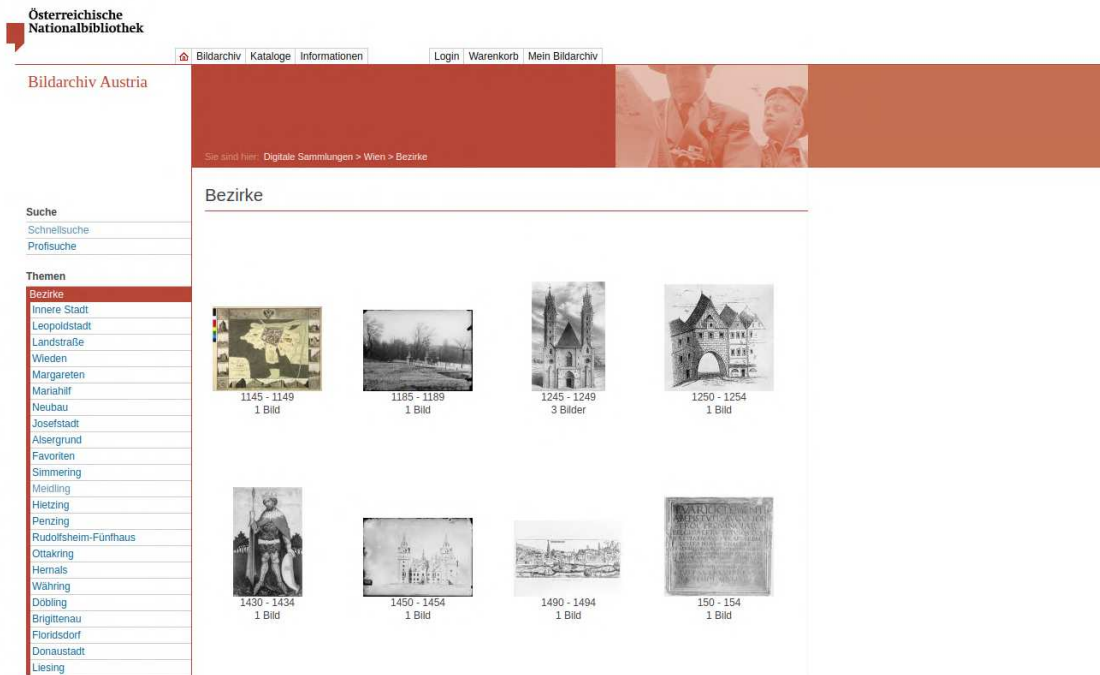 Österreichische
Nationalbibliothek
Bildarchiv Kataloge Informationen Login Warenkorb Mein Bildarchiv
Bildarchiv Austria
Sie sind hier: Digitale Sammlungen > Wien > Bezirke
Bezirke
Suche
Schnellsuche
Profisuche
Themen
Bezirke
Innere Stadt
Leopoldstadt
Landstraße
Wieden
Margareten
Mariahilf
Neubau
Josefstadt
Alsergrund
Favoriten
Simmering
Meidling
Hietzing
Penzing
Rudolfsheim-Fünfhaus
Ottakring
Hernals
Währing
Döbling
Brigittenau
Floridsdorf
Donaustadt
Liesing
1145 - 1149 1185 - 1189 1245 - 1249 1250 - 1254
1 Bild 1 Bild 3 Bilder 1 Bild
1430 - 1434 1450 - 1454 1490 - 1494 150 - 154
1 Bild 1 Bild 1 Bild 1 Bild